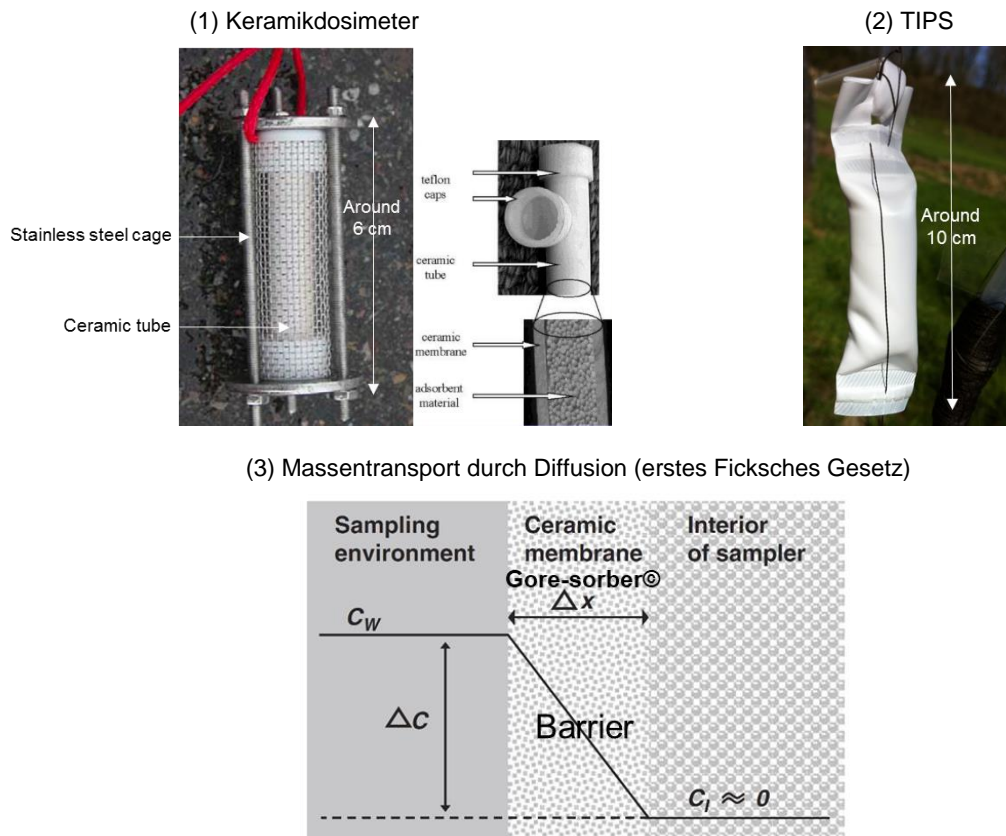 (1) Keramikdosimeter
(2) TIPS
Stainless steel cage
Ceramic tube
Around
6 cm
teflon
caps
ceramic
tube
ceramic
membrane
adsorbent
material
Around
10 cm
(3) Massentransport durch Diffusion (erstes Ficksches Gesetz)
Sampling
environment
Ceramic
membrane
Gore-sorber©
Interior
of sampler
△x
C_W
△C
Barrier
C_I ≈ 0